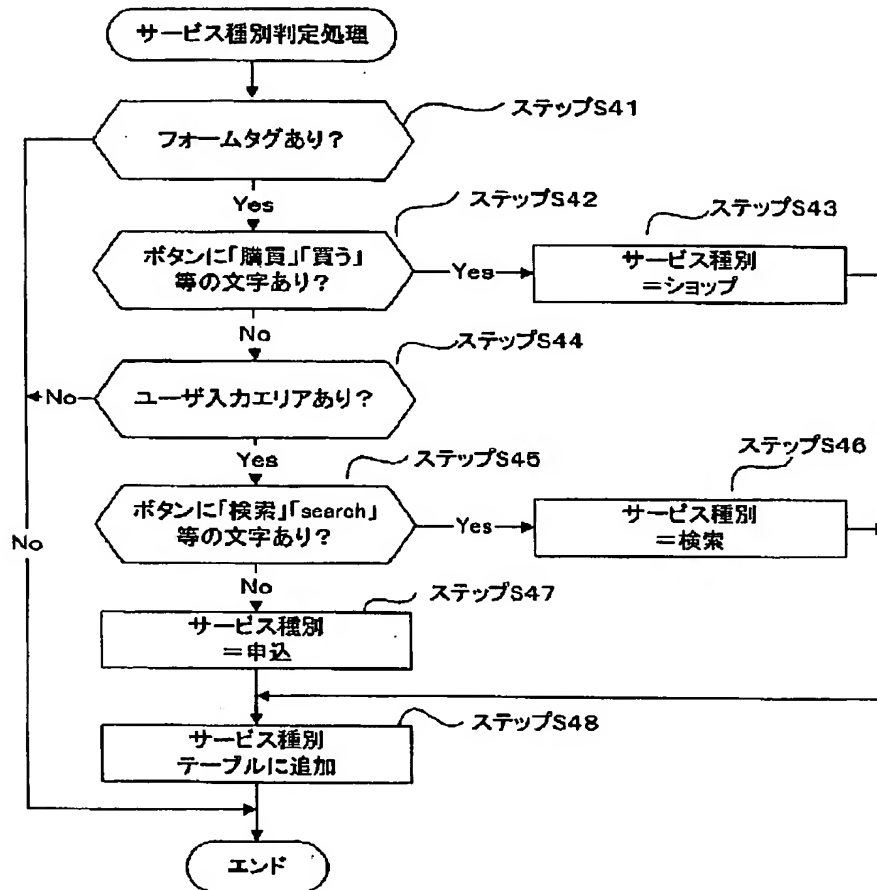 サービス種別判定処理
ステップS41
フォームタグあり?
Yes
ステップS42
ステップS43
ボタンに「購買」「買う」
等の文字あり?
Yes
サービス種別
=ショップ
No
ステップS44
No
ユーザ入力エリアあり?
Yes
ステップS45
ステップS46
ボタンに「検索」「search」
等の文字あり?
Yes
サービス種別
=検索
No
No
ステップS47
サービス種別
=申込
ステップS48
サービス種別
テーブルに追加
エンド